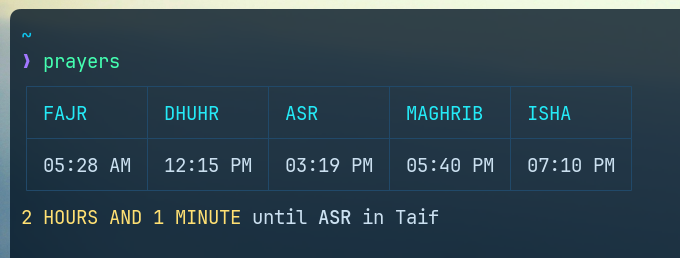 ~
❯ prayers
FAJR DHUHR ASR MAGHRIB ISHA
05:28 AM 12:15 PM 03:19 PM 05:40 PM 07:10 PM
2 HOURS AND 1 MINUTE until ASR in Taif